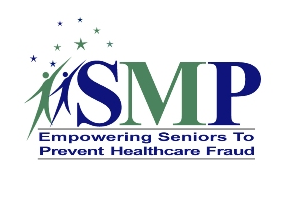 SMP
Empowering Seniors To
Prevent Healthcare Fraud